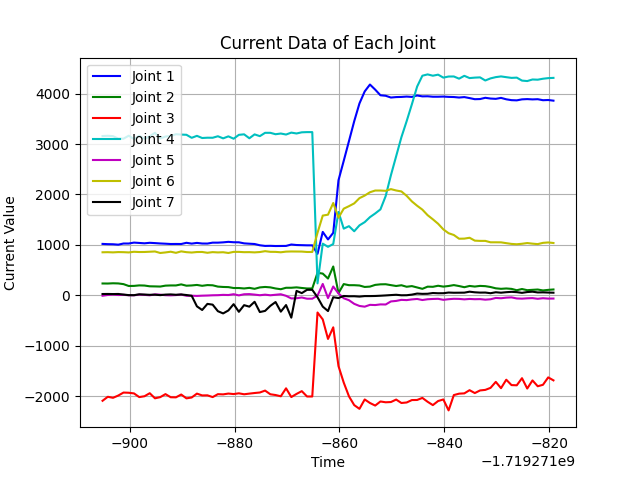 Current Data of Each Joint
Joint 1
Joint 2
Joint 3
Joint 4
Joint 5
Joint 6
Joint 7
Current Value
4000
3000
2000
1000
0
−1000
−2000
−900 −880 −860 −840 −820
Time
−1.719271e9